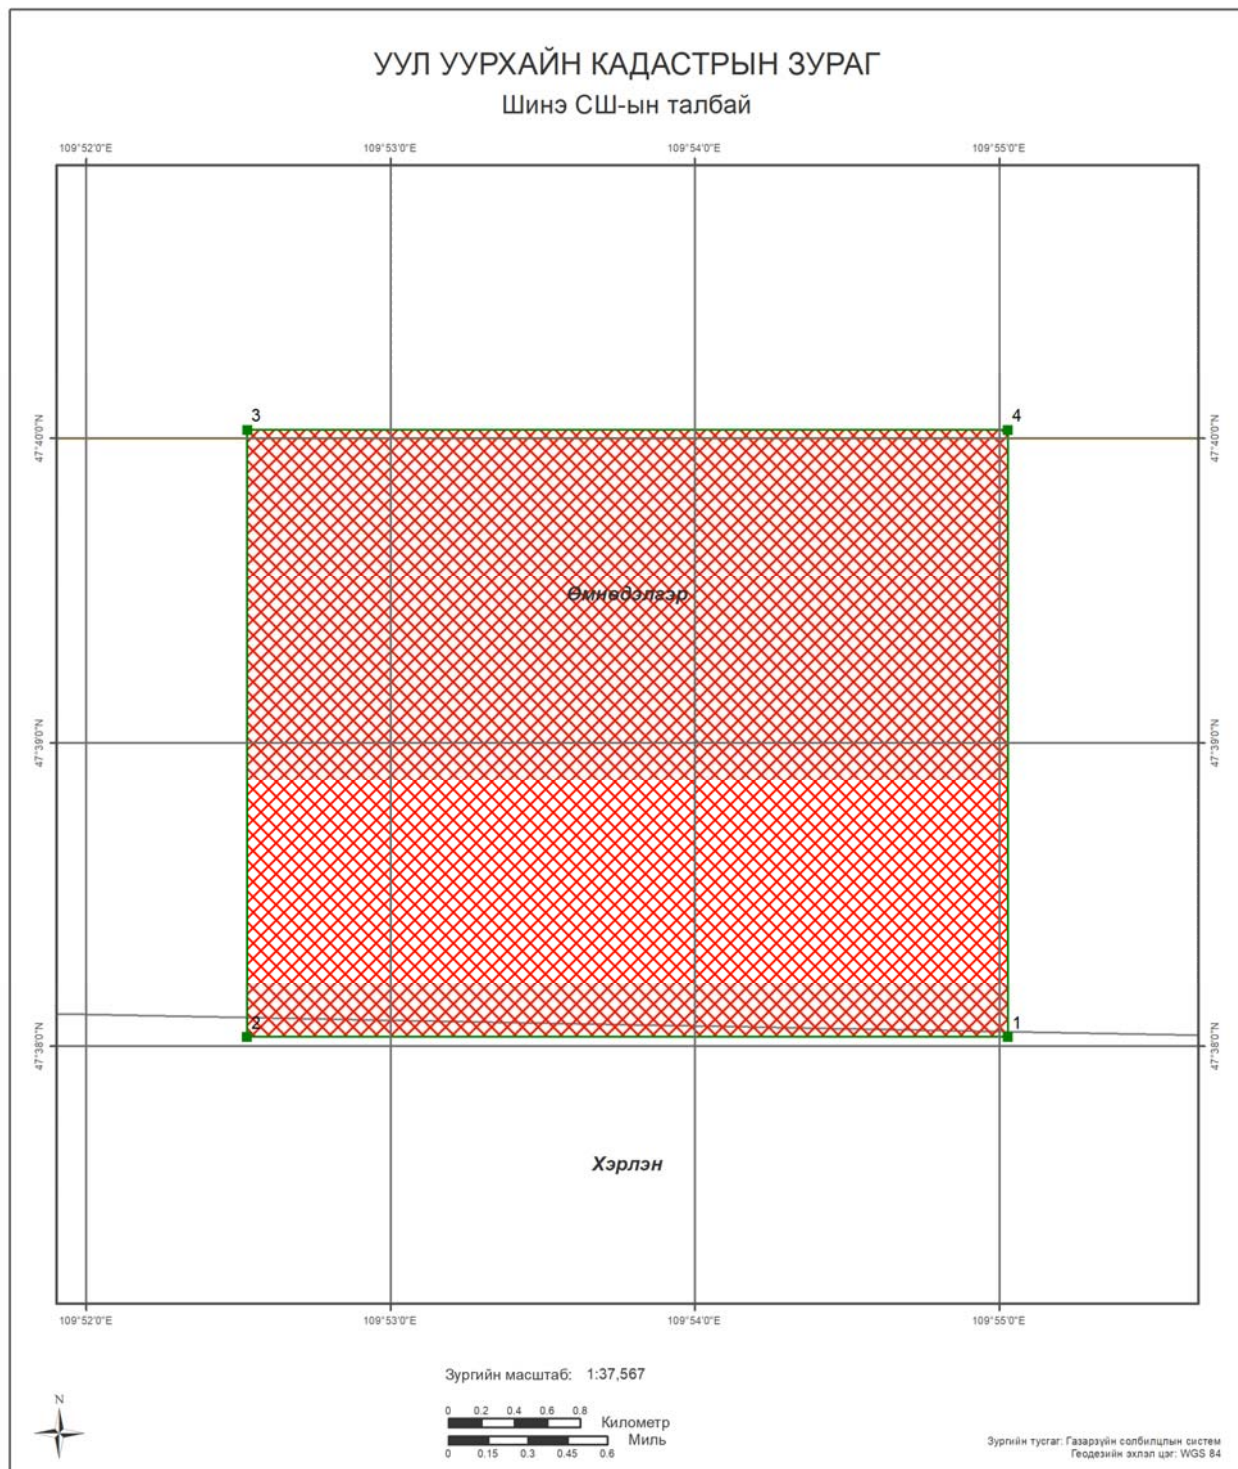 УУЛ УУРХАЙН КАДАСТРЫН ЗУРАГ
Шинэ СШ-ын талбай
109°52'0"E 109°53'0"E 109°54'0"E 109°55'0"E
3 4
47°40'0"N 47°40'0"N
Өмнөдэлгэр
47°39'0"N 47°39'0"N
2 1
47°38'0"N 47°38'0"N
Хэрлэн
109°52'0"E 109°53'0"E 109°54'0"E 109°55'0"E
Зургийн масштаб: 1:37,567
N
0 0.2 0.4 0.6 0.8
Километр
Миль
0 0.15 0.3 0.45 0.6
Зургийн тусгаг: Газарзүйн солбилцлын систем
Геодезийн эхлэл цэг: WGS 84